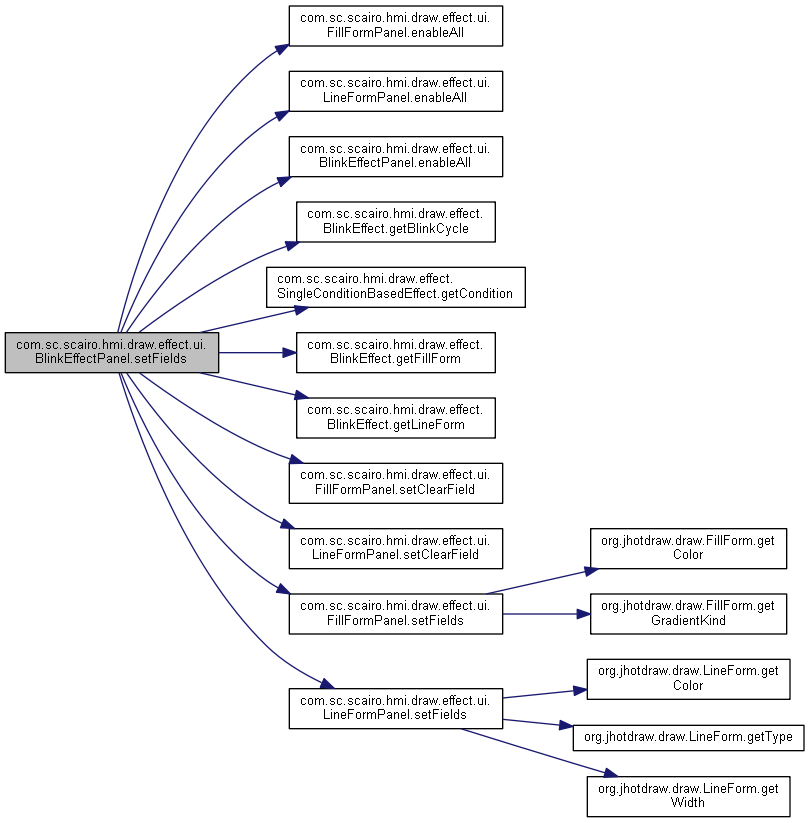 com.sc.scairo.hmi.draw.effect.ui.
FillFormPanel.enableAll
com.sc.scairo.hmi.draw.effect.ui.
LineFormPanel.enableAll
com.sc.scairo.hmi.draw.effect.ui.
BlinkEffectPanel.enableAll
com.sc.scairo.hmi.draw.effect.
BlinkEffect.getBlinkCycle
com.sc.scairo.hmi.draw.effect.
SingleConditionBasedEffect.getCondition
com.sc.scairo.hmi.draw.effect.ui.
BlinkEffectPanel.setFields
com.sc.scairo.hmi.draw.effect.
BlinkEffect.getFillForm
com.sc.scairo.hmi.draw.effect.
BlinkEffect.getLineForm
com.sc.scairo.hmi.draw.effect.ui.
FillFormPanel.setClearField
com.sc.scairo.hmi.draw.effect.ui.
LineFormPanel.setClearField
org.jhotdraw.draw.FillForm.get
Color
com.sc.scairo.hmi.draw.effect.ui.
FillFormPanel.setFields
org.jhotdraw.draw.FillForm.get
GradientKind
org.jhotdraw.draw.LineForm.get
Color
com.sc.scairo.hmi.draw.effect.ui.
LineFormPanel.setFields
org.jhotdraw.draw.LineForm.getType
org.jhotdraw.draw.LineForm.get
Width